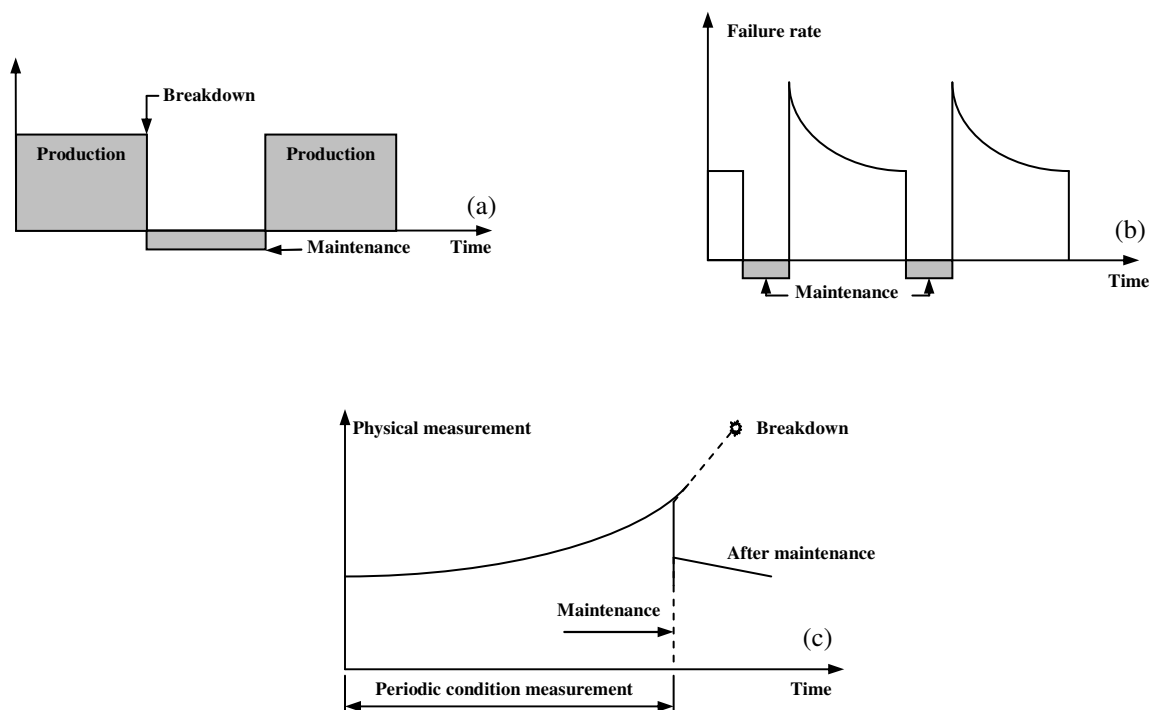 Breakdown
Production
Production
(a)
Maintenance
Time
Failure rate
(b)
Maintenance
Time
Physical measurement
Breakdown
After maintenance
Maintenance
(c)
Periodic condition measurement
Time